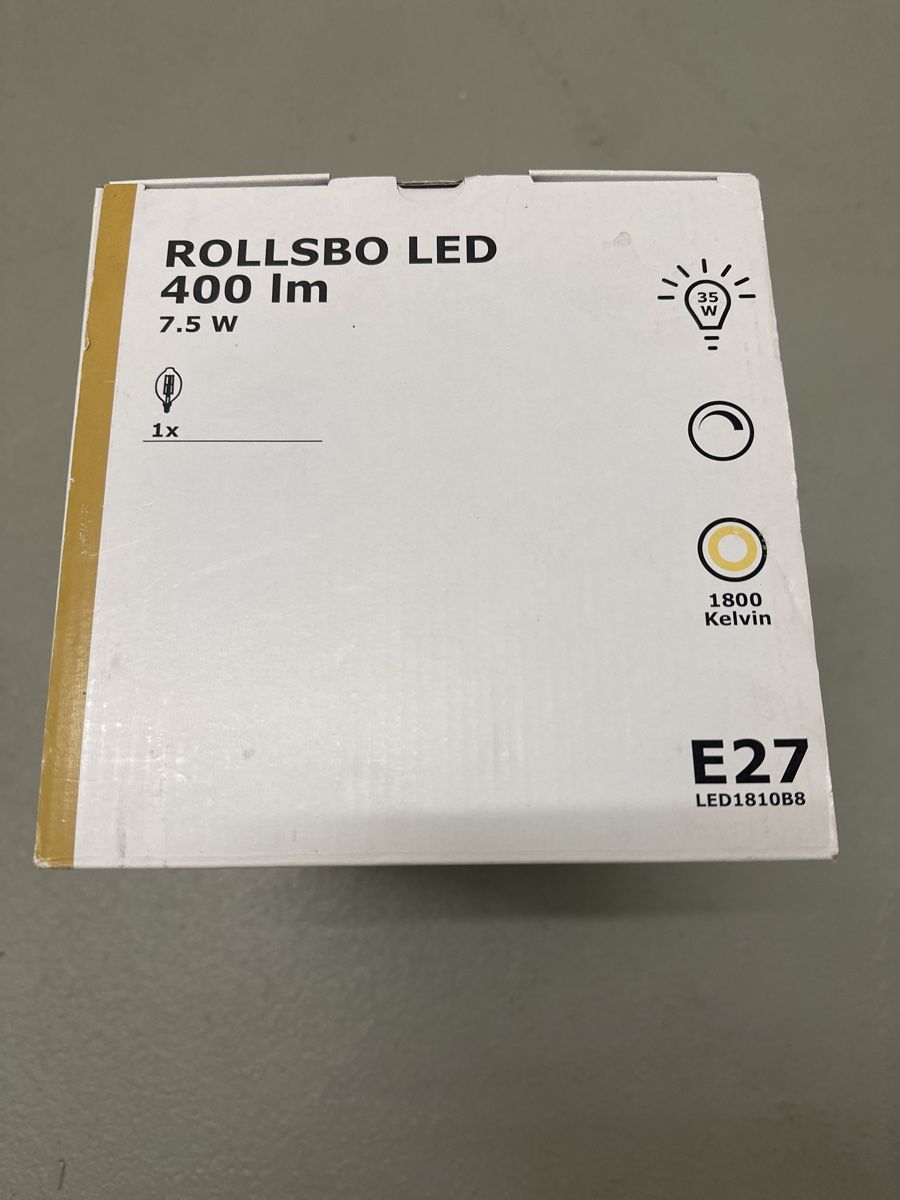 ROLLSBO LED
400 lm
7.5 W
1x
35
W
1800
Kelvin
E27
LED1810B8